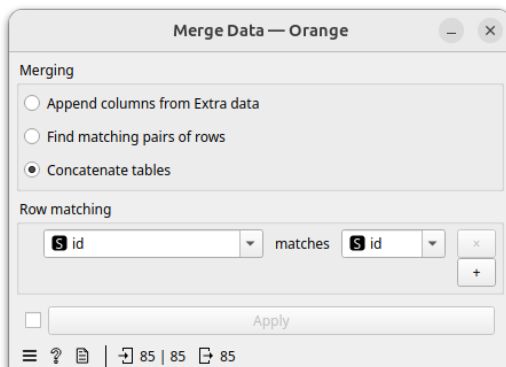 Merge Data — Orange
Merging
Append columns from Extra data
Find matching pairs of rows
Concatenate tables
Row matching
S id matches S id
+
Apply
? 85 | 85 85